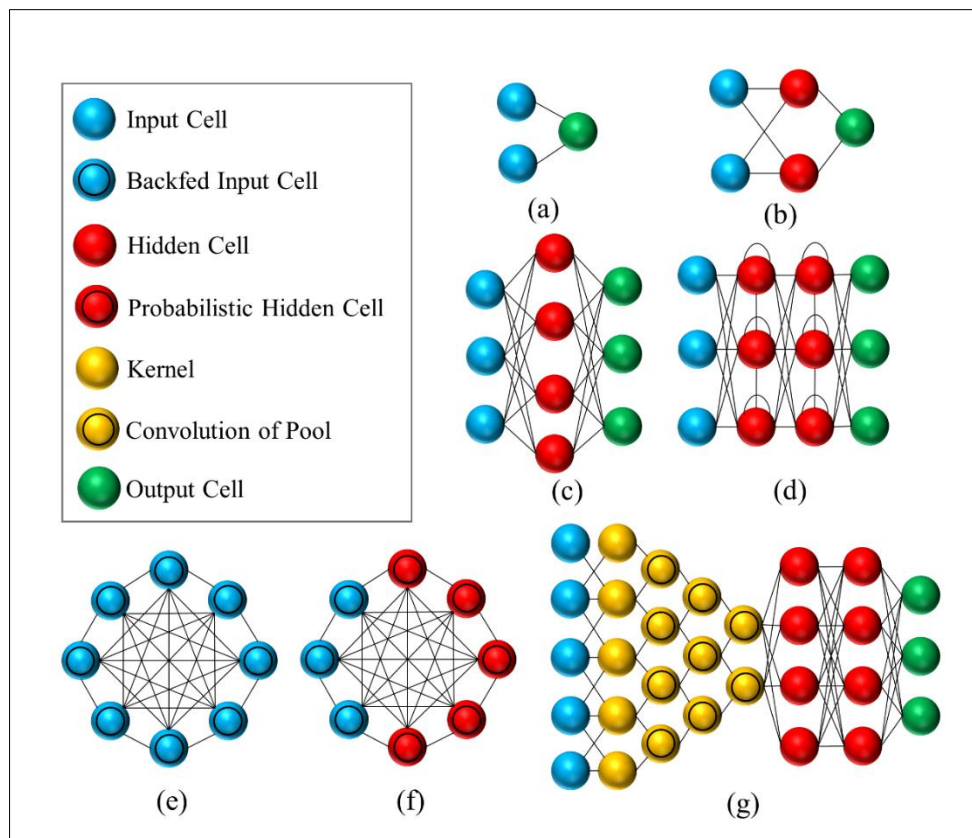 Input Cell
Backfed Input Cell
Hidden Cell
Probabilistic Hidden Cell
Kernel
Convolution of Pool
Output Cell
(a)
(b)
(c)
(d)
(e)
(f)
(g)